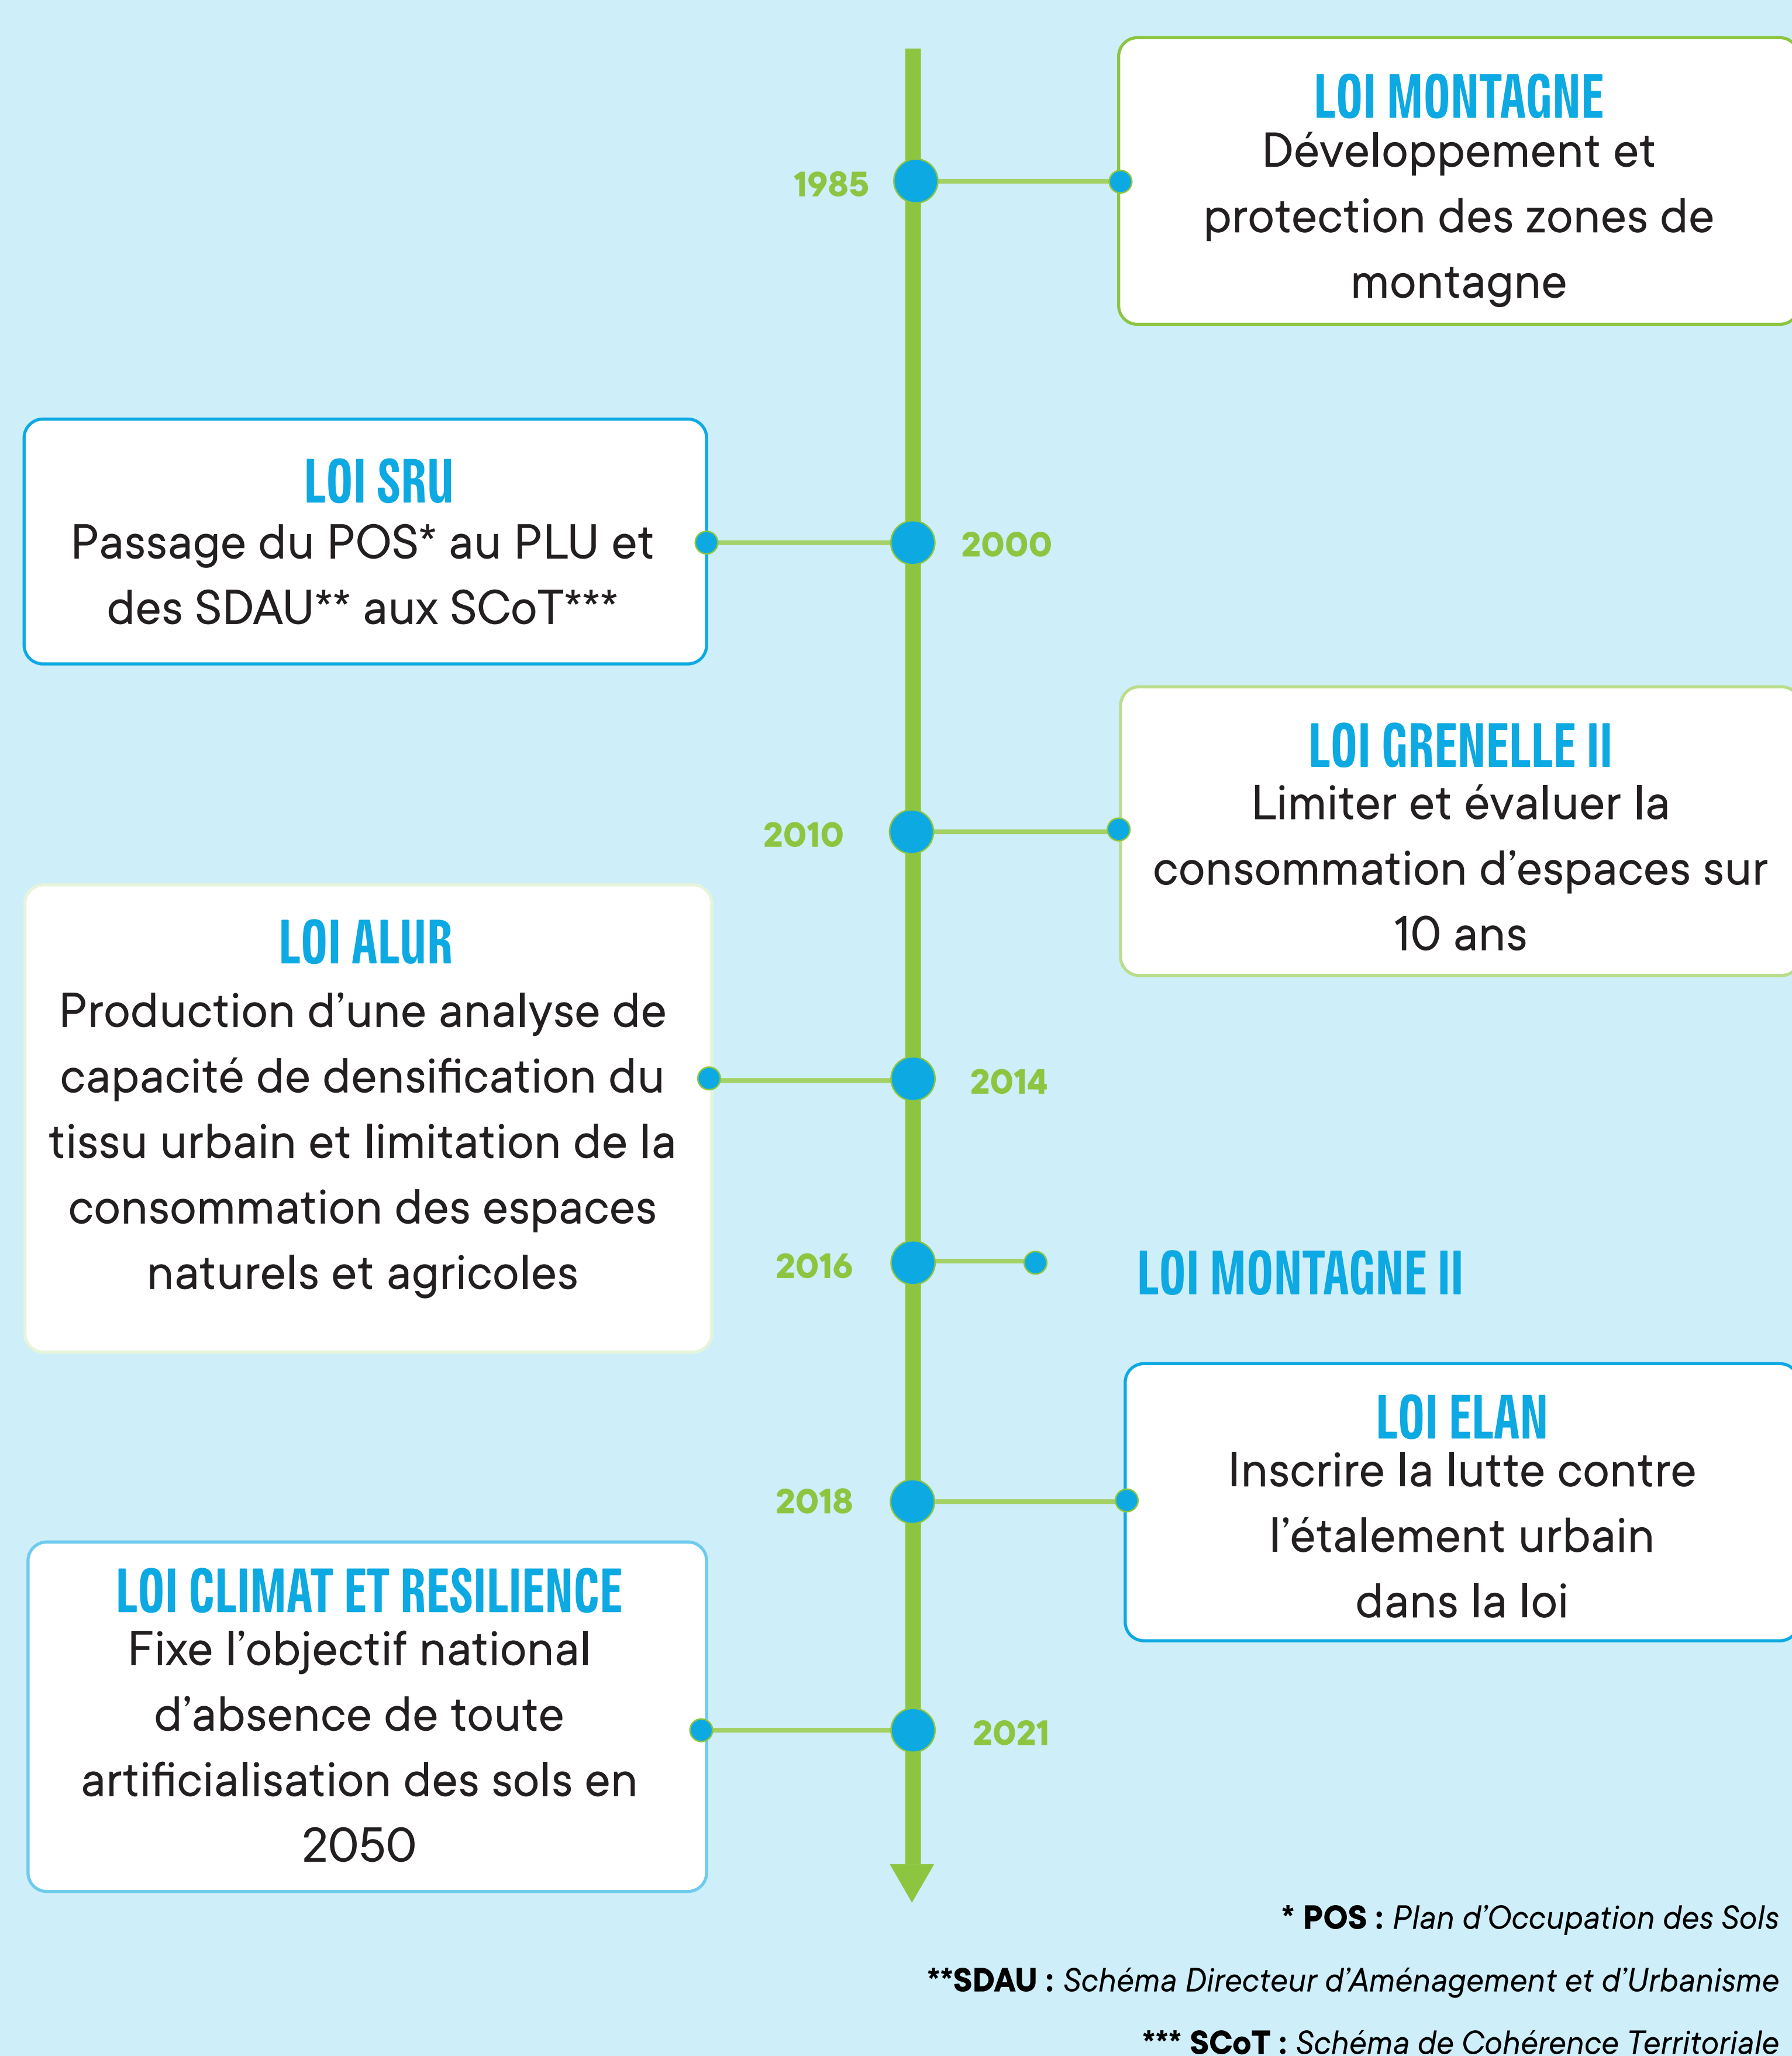 1985
LOI MONTAGNE
Développement et
protection des zones de
montagne
LOI SRU
Passage du POS* au PLU et
des SDAU** aux SCoT***
2000
2010
LOI GRENELLE II
Limiter et évaluer la
consommation d’espaces sur
10 ans
LOI ALUR
Production d’une analyse de
capacité de densification du
tissu urbain et limitation de la
consommation des espaces
naturels et agricoles
2014
2016
LOI MONTAGNE II
2018
LOI ELAN
Inscrire la lutte contre
l’étalement urbain
dans la loi
LOI CLIMAT ET RESILIENCE
Fixe l’objectif national
d’absence de toute
artificialisation des sols en
2050
2021
* POS : Plan d’Occupation des Sols
**SDAU : Schéma Directeur d’Aménagement et d’Urbanisme
*** SCoT : Schéma de Cohérence Territoriale